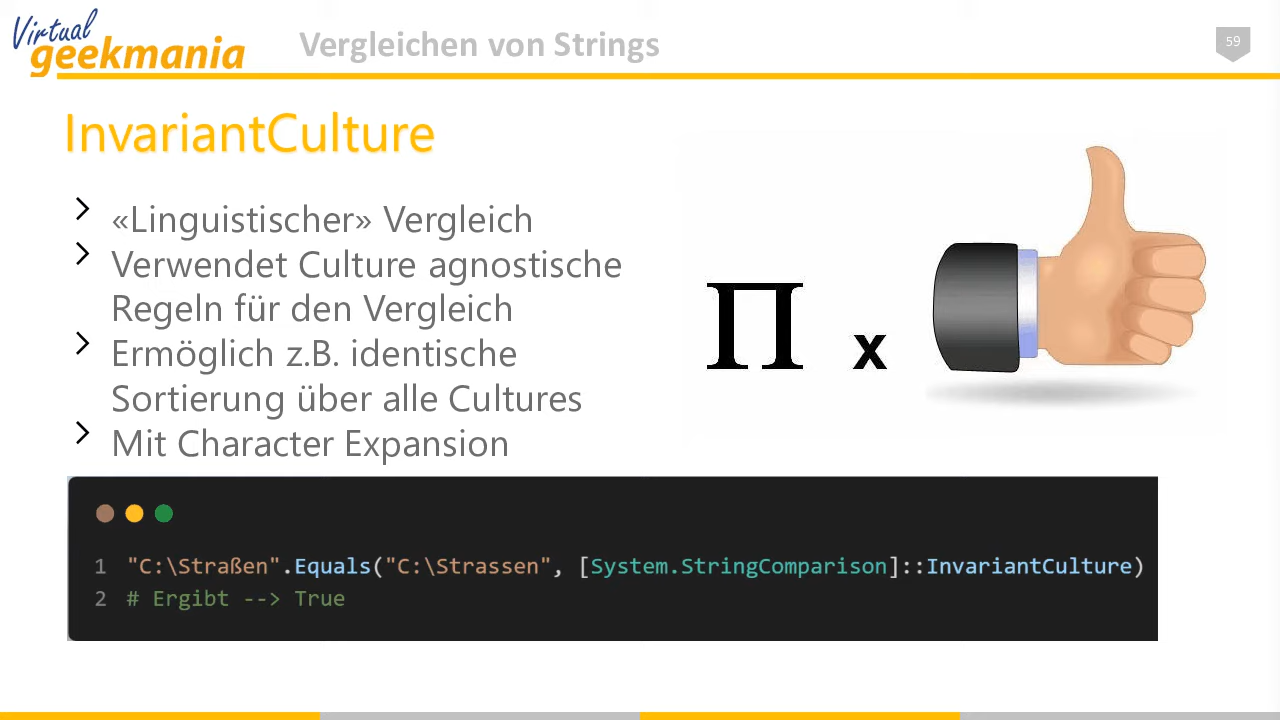 Virtual
geekmania
Vergleichen von Strings
59
InvariantCulture
«Linguistischer» Vergleich
Verwendet Culture agnostische
Regeln für den Vergleich
Ermöglich z.B. identische
Sortierung über alle Cultures
Mit Character Expansion
∏ x
1 "C:\Straßen".Equals("C:\Strassen", [System.StringComparison]::InvariantCulture)
2 # Ergibt --> True